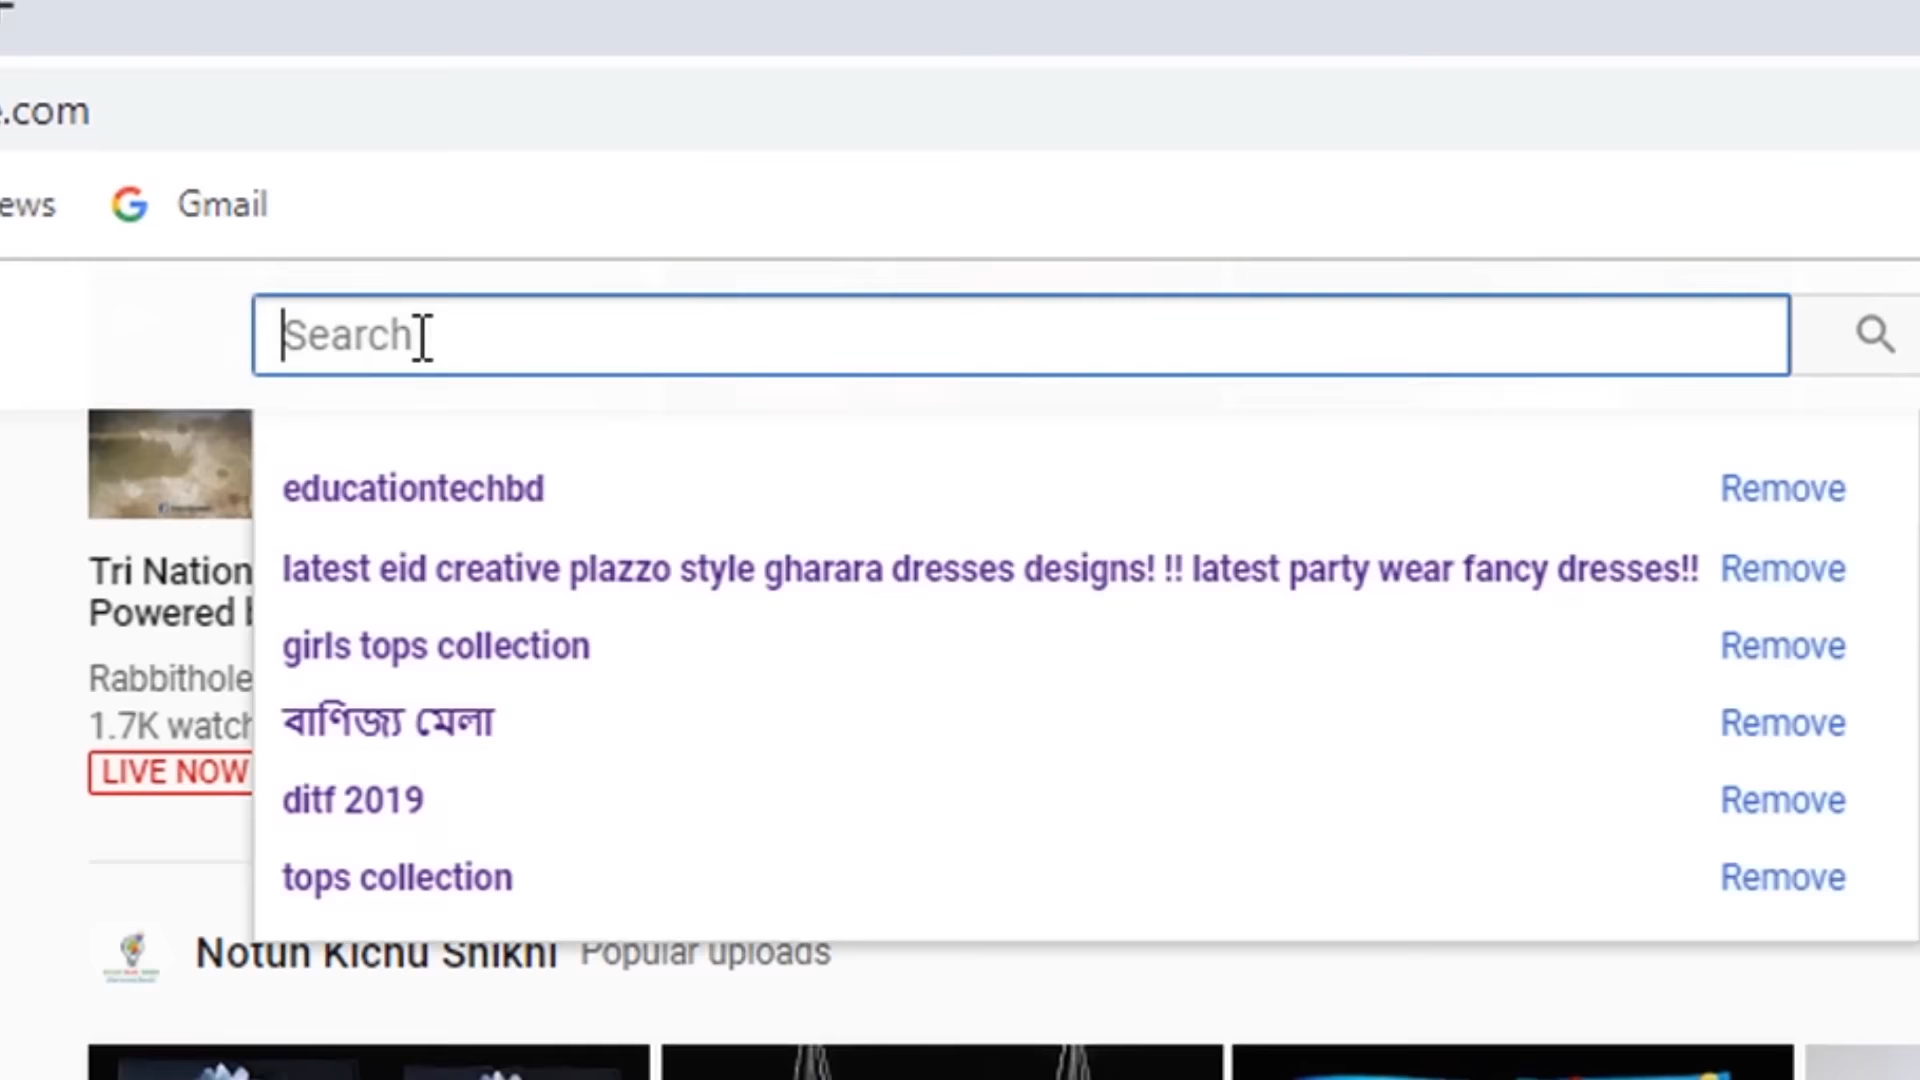 .com
ews
Gmail
Search
educationtechbd Remove
latest eid creative plazzo style gharara dresses designs! !! latest party wear fancy dresses!! Remove
girls tops collection Remove
বাণিজ্য মেলা Remove
ditf 2019 Remove
tops collection Remove
Tri Nation
Powered
Rabbithole
1.7K watch
LIVE NOW
Notun Kichu Shikhi Popular uploads